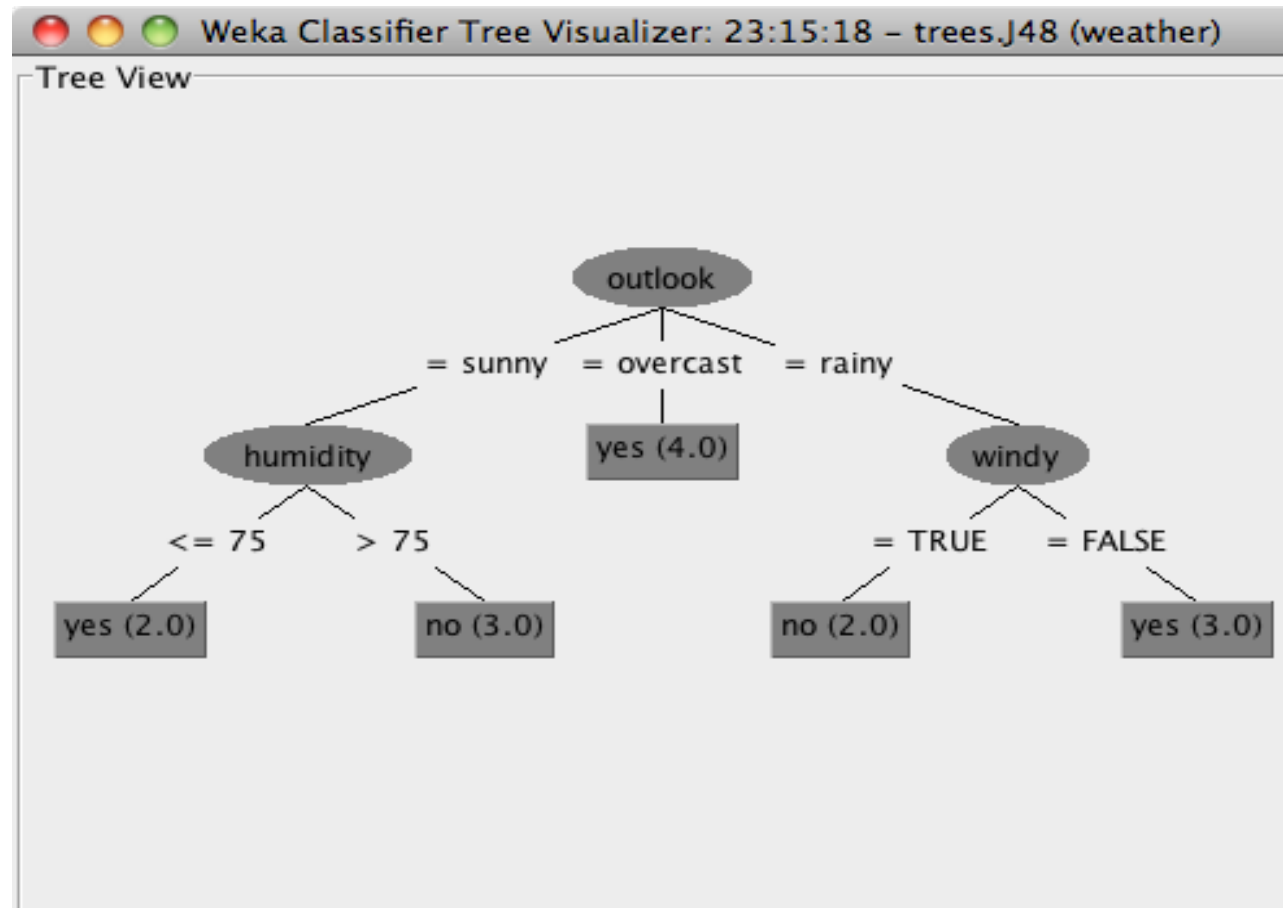 Weka Classifier Tree Visualizer: 23:15:18 – trees.J48 (weather)
Tree View
outlook
= sunny = overcast = rainy
humidity yes (4.0) windy
<= 75 > 75 = TRUE = FALSE
yes (2.0) no (3.0) no (2.0) yes (3.0)